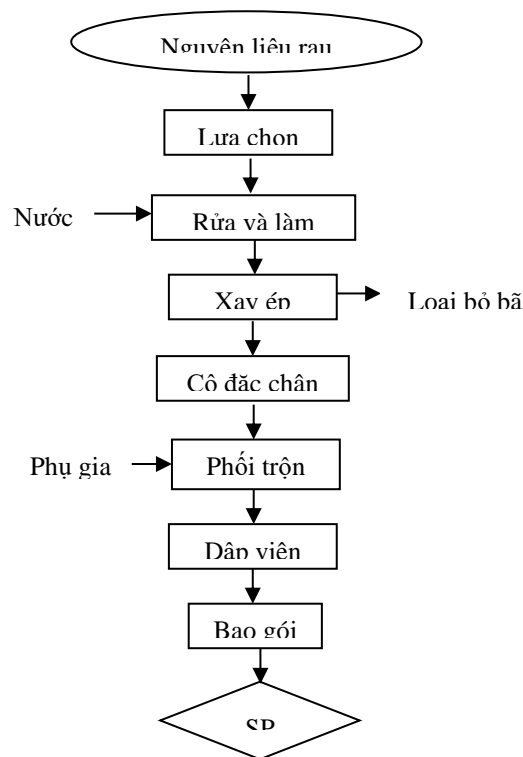 Nguyên liệu rau
Lựa chọn
Nước
Rửa và làm
Xay ép
Loại bỏ bã
Cô đặc chân
Phụ gia
Phối trộn
Dập viên
Bao gói
SP